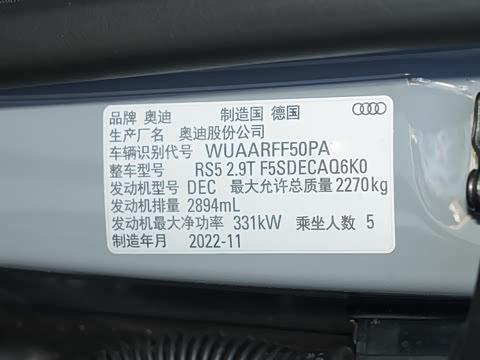 品牌 奥迪 制造国 德国
生产厂名 奥迪股份公司
车辆识别代号 WUAARFF50PA
整车型号 RS5 2.9T F5SDECAQ6K0
发动机型号 DEC 最大允许总质量 2270kg
发动机排量 2894mL
发动机最大净功率 331kW 乘坐人数 5
制造年月 2022-11